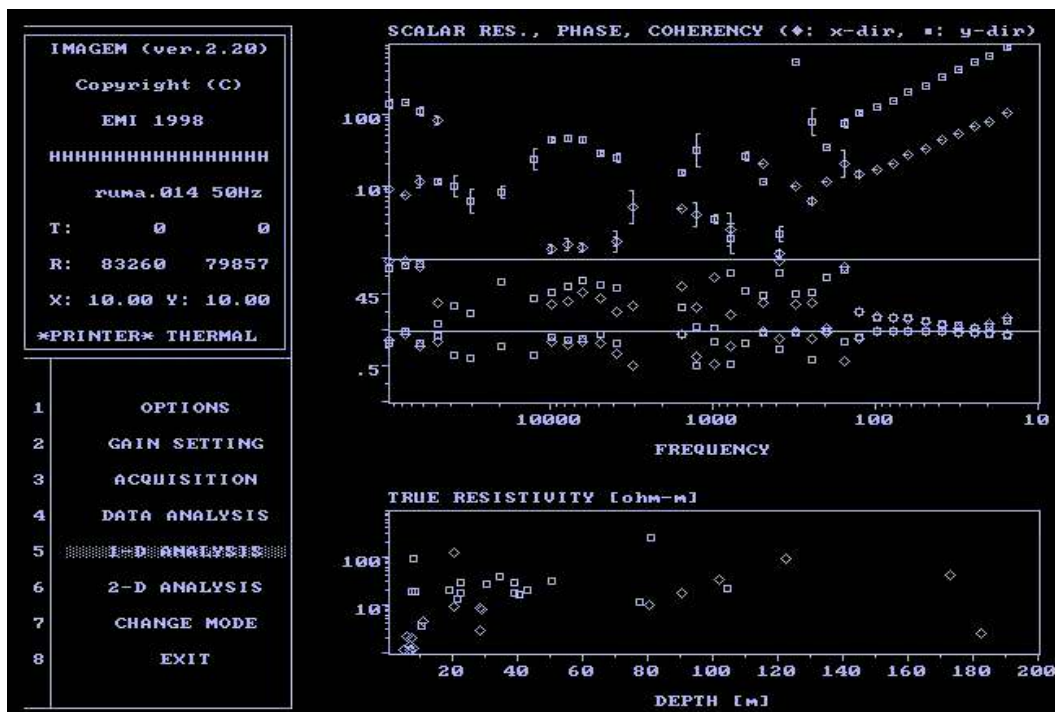 IMAGEM (ver.2.20)
Copyright (C)
EMI 1998
HHHHHHHHHHHHHHHHHH
ruma.014 50Hz
T: 0 0
R: 83260 79857
X: 10.00 Y: 10.00
*PRINTER* THERMAL
1 OPTIONS
2 GAIN SETTING
3 ACQUISITION
4 DATA ANALYSIS
5 1-D ANALYSIS
6 2-D ANALYSIS
7 CHANGE MODE
8 EXIT
SCALAR RES., PHASE, COHERENCY (◆: x-dir, ▪: y-dir)
100
10
45
.5
10000 1000 100 10
FREQUENCY
TRUE RESISTIVITY [ohm-m]
100
10
20 40 60 80 100 120 140 160 180 200
DEPTH [m]